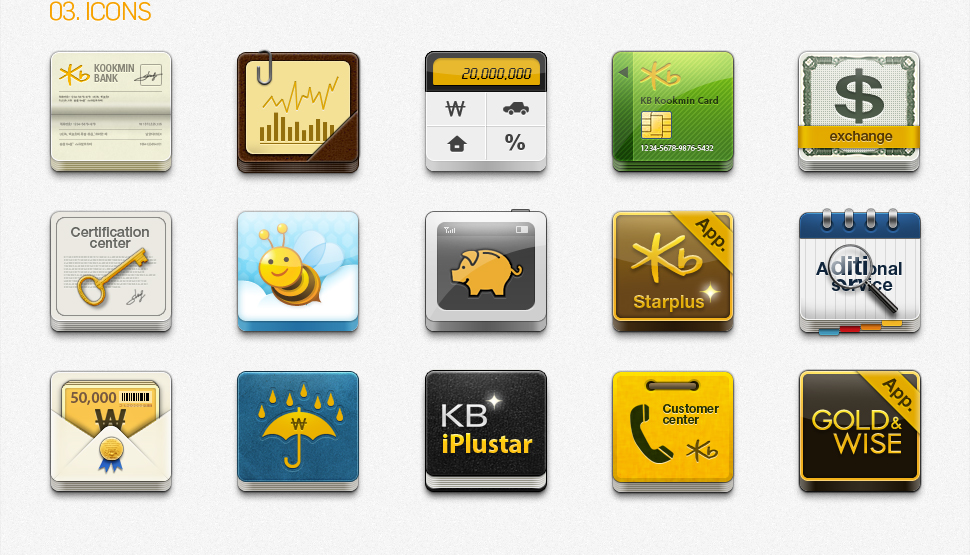 03. ICONS
KOOKMIN
BANK
20,000,000
₩
%
KB Kookmin Card
1234-5678-9876-5432
$
exchange
Certification
center
App.
Starplus
Aditional
service
50,000
₩
₩
KB
iPlustar
Customer
center
App.
GOLD&
WISE